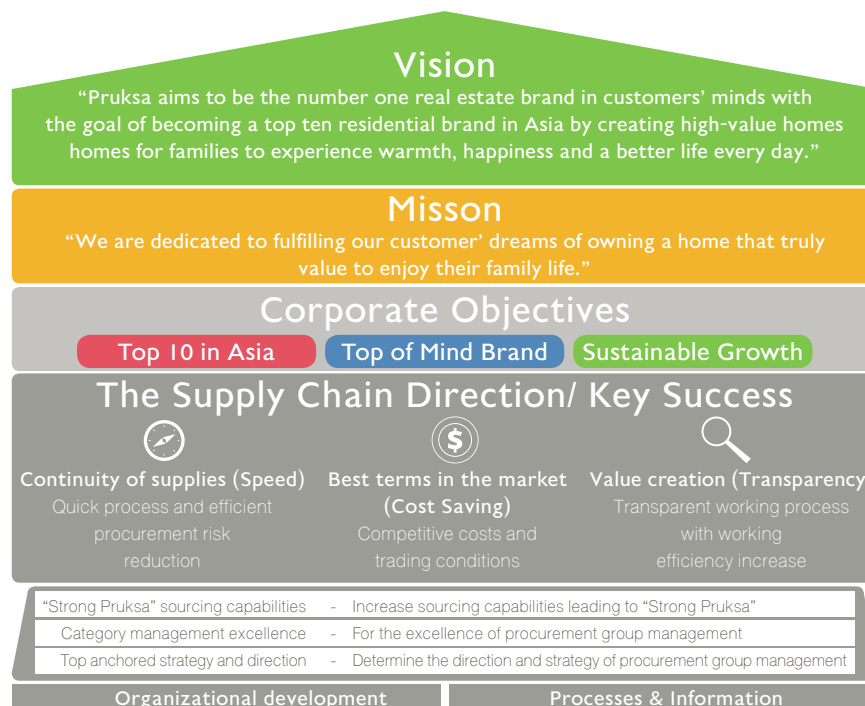 Vision
“Pruksa aims to be the number one real estate brand in customers’ minds with
the goal of becoming a top ten residential brand in Asia by creating high-value homes
homes for families to experience warmth, happiness and a better life every day.”
Misson
“We are dedicated to fulfilling our customer’ dreams of owning a home that truly
value to enjoy their family life.”
Corporate Objectives
Top 10 in Asia
Top of Mind Brand
Sustainable Growth
The Supply Chain Direction/ Key Success
$
Continuity of supplies (Speed)
Quick process and efficient
procurement risk
reduction
Best terms in the market
(Cost Saving)
Competitive costs and
trading conditions
Value creation (Transparency
Transparent working process
with working
efficiency increase
“Strong Pruksa” sourcing capabilities - Increase sourcing capabilities leading to “Strong Pruksa”
Category management excellence - For the excellence of procurement group management
Top anchored strategy and direction - Determine the direction and strategy of procurement group management
Organizational development
Processes & Information